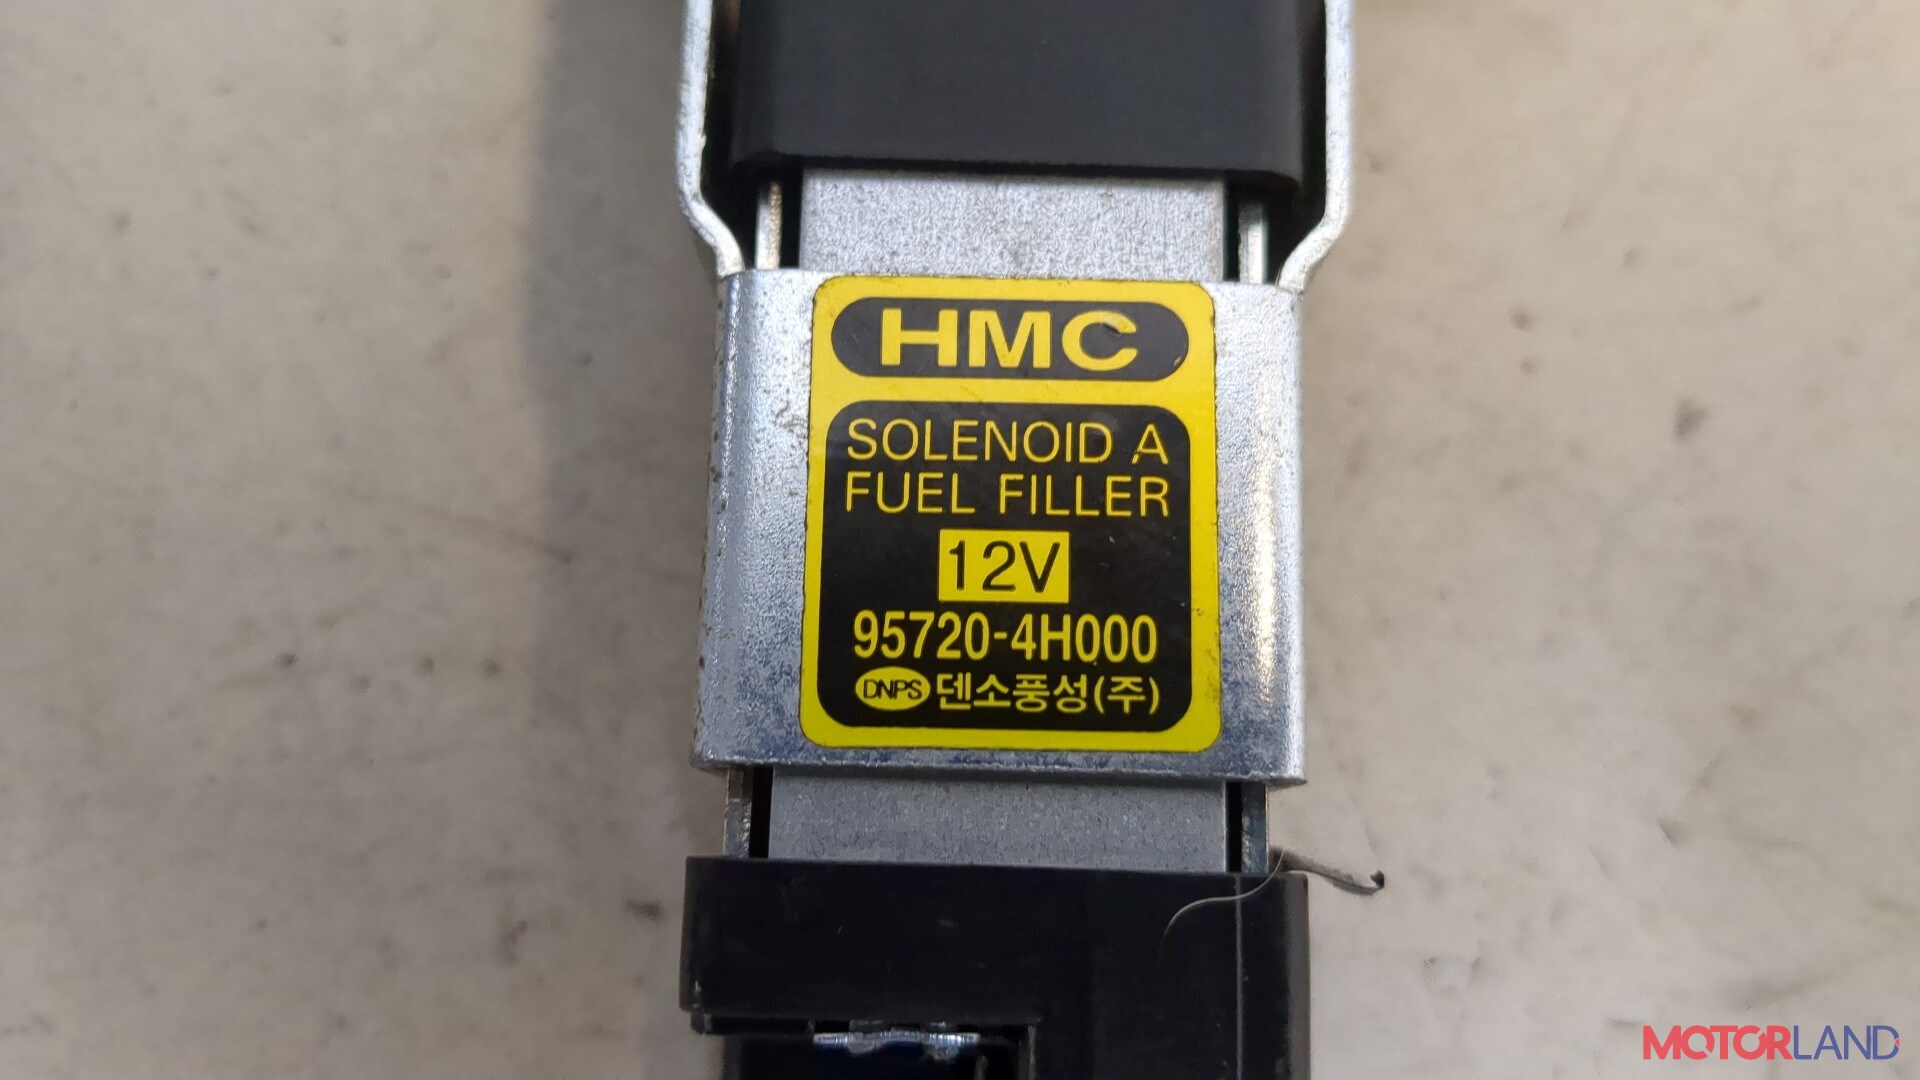 HMC
SOLENOID A
FUEL FILLER
12V
95720-4H000
DNPS 덴소풍성(주)
MOTORLAND